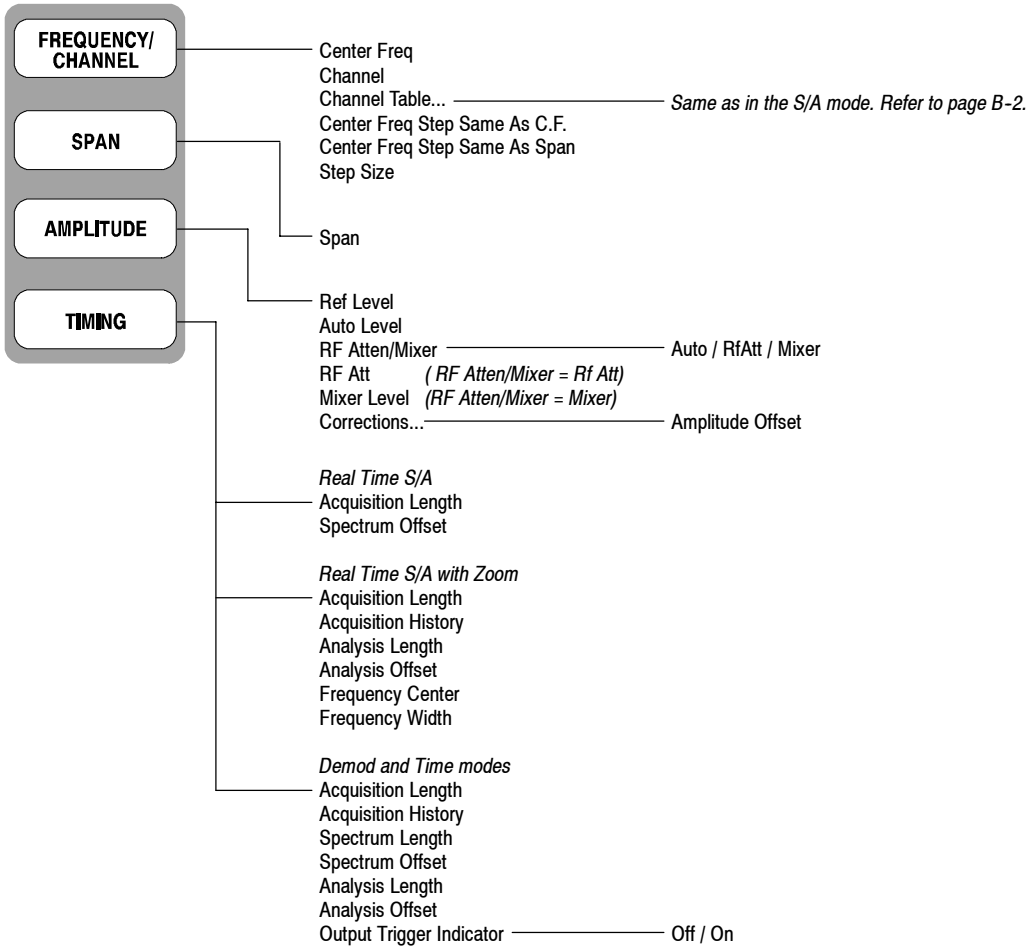 FREQUENCY/
CHANNEL
SPAN
AMPLITUDE
TIMING
Center Freq
Channel
Channel Table... Same as in the S/A mode. Refer to page B-2.
Center Freq Step Same As C.F.
Center Freq Step Same As Span
Step Size
Span
Ref Level
Auto Level
RF Atten/Mixer Auto / RfAtt / Mixer
RF Att ( RF Atten/Mixer = Rf Att)
Mixer Level (RF Atten/Mixer = Mixer)
Corrections... Amplitude Offset
Real Time S/A
Acquisition Length
Spectrum Offset
Real Time S/A with Zoom
Acquisition Length
Acquisition History
Analysis Length
Analysis Offset
Frequency Center
Frequency Width
Demod and Time modes
Acquisition Length
Acquisition History
Spectrum Length
Spectrum Offset
Analysis Length
Analysis Offset
Output Trigger Indicator Off / On